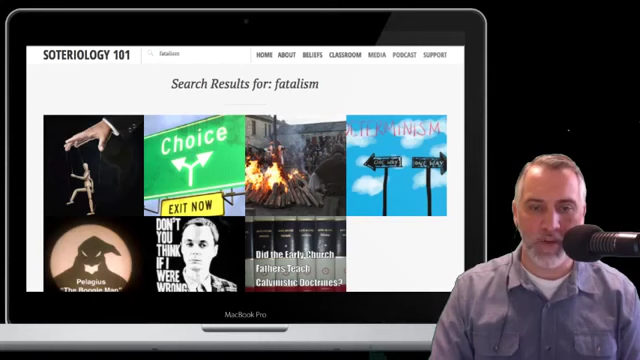 SOTERIOLOGY 101
fatalism
HOME ABOUT BELIEFS CLASSROOM MEDIA PODCAST SUPPORT
Search Results for: fatalism
Choice
EXIT NOW
DETERMINISM
ONE WAY
ONE WAY
Pelagius
"The Boogie Man"
DON'T
YOU
THINK
IF I
WERE
WRONG
Did the Early Church
Fathers Teach
Calvinistic Doctrines?
MacBook Pro